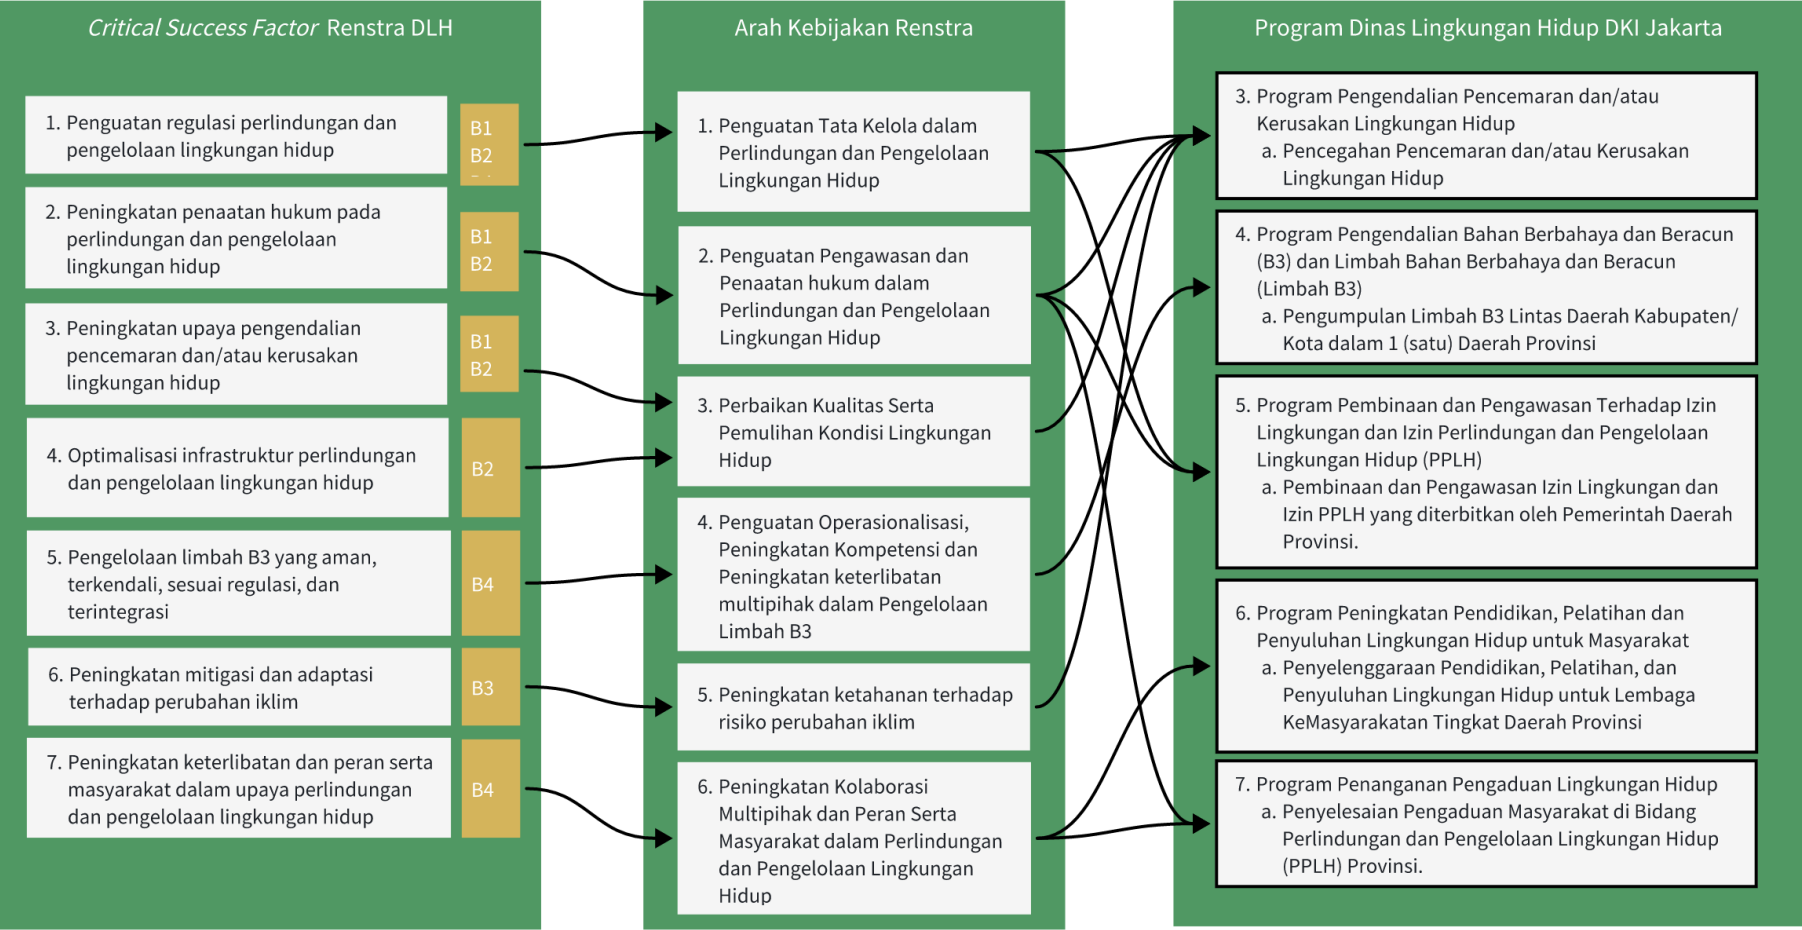 Critical Success Factor Renstra DLH
1. Penguatan regulasi perlindungan dan
pengelolaan lingkungan hidup
B1
B2
2. Peningkatan penaatan hukum pada
perlindungan dan pengelolaan
lingkungan hidup
B1
B2
3. Peningkatan upaya pengendalian
pencemaran dan/atau kerusakan
lingkungan hidup
B1
B2
4. Optimalisasi infrastruktur perlindungan
dan pengelolaan lingkungan hidup
B2
5. Pengelolaan limbah B3 yang aman,
terkendali, sesuai regulasi, dan
terintegrasi
B4
6. Peningkatan mitigasi dan adaptasi
terhadap perubahan iklim
B3
7. Peningkatan keterlibatan dan peran serta
masyarakat dalam upaya perlindungan
dan pengelolaan lingkungan hidup
B4
Arah Kebijakan Renstra
1. Penguatan Tata Kelola dalam
Perlindungan dan Pengelolaan
Lingkungan Hidup
2. Penguatan Pengawasan dan
Penaatan hukum dalam
Perlindungan dan Pengelolaan
Lingkungan Hidup
3. Perbaikan Kualitas Serta
Pemulihan Kondisi Lingkungan
Hidup
4. Penguatan Operasionalisasi,
Peningkatan Kompetensi dan
Peningkatan keterlibatan
multipihak dalam Pengelolaan
Limbah B3
5. Peningkatan ketahanan terhadap
risiko perubahan iklim
6. Peningkatan Kolaborasi
Multipihak dan Peran Serta
Masyarakat dalam Perlindungan
dan Pengelolaan Lingkungan
Hidup
Program Dinas Lingkungan Hidup DKI Jakarta
3. Program Pengendalian Pencemaran dan/atau
Kerusakan Lingkungan Hidup
a. Pencegahan Pencemaran dan/atau Kerusakan
Lingkungan Hidup
4. Program Pengendalian Bahan Berbahaya dan Beracun
(B3) dan Limbah Bahan Berbahaya dan Beracun
(Limbah B3)
a. Pengumpulan Limbah B3 Lintas Daerah Kabupaten/
Kota dalam 1 (satu) Daerah Provinsi
5. Program Pembinaan dan Pengawasan Terhadap Izin
Lingkungan dan Izin Perlindungan dan Pengelolaan
Lingkungan Hidup (PPLH)
a. Pembinaan dan Pengawasan Izin Lingkungan dan
Izin PPLH yang diterbitkan oleh Pemerintah Daerah
Provinsi.
6. Program Peningkatan Pendidikan, Pelatihan dan
Penyuluhan Lingkungan Hidup untuk Masyarakat
a. Penyelenggaraan Pendidikan, Pelatihan, dan
Penyuluhan Lingkungan Hidup untuk Lembaga
KeMasyarakatan Tingkat Daerah Provinsi
7. Program Penanganan Pengaduan Lingkungan Hidup
a. Penyelesaian Pengaduan Masyarakat di Bidang
Perlindungan dan Pengelolaan Lingkungan Hidup
(PPLH) Provinsi.